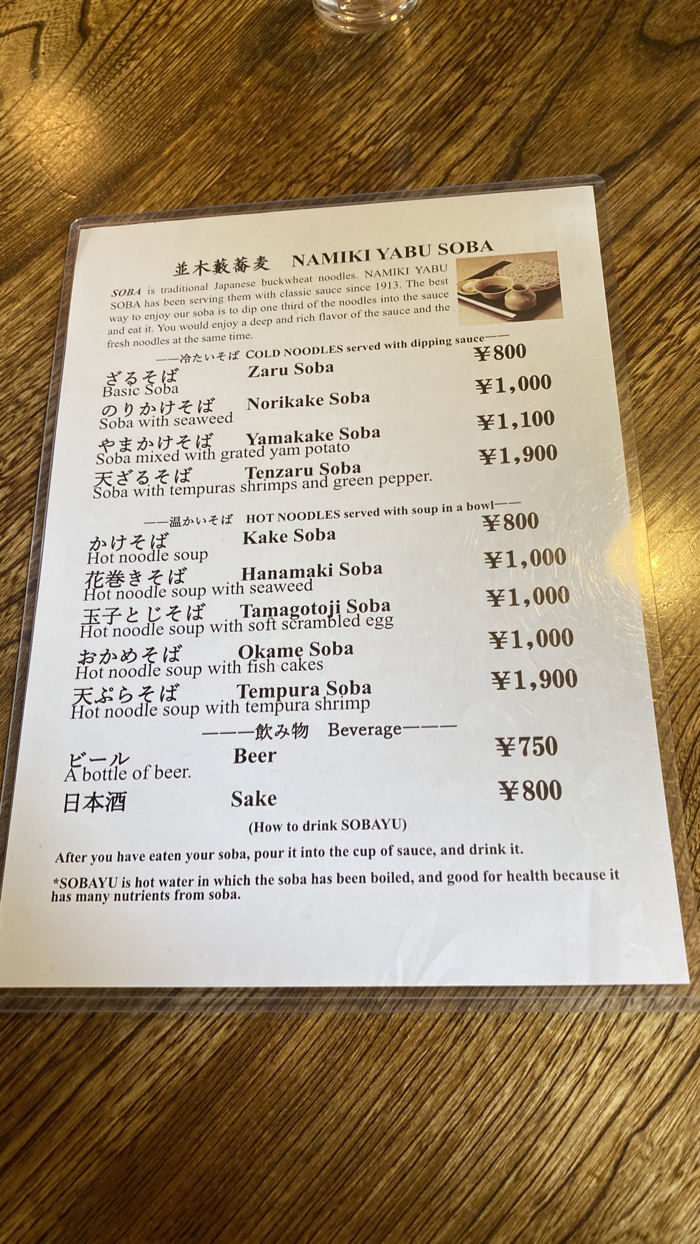 並木藪蕎麦 NAMIKI YABU SOBA
SOBA is traditional Japanese buckwheat noodles. NAMIKI YABU
SOBA has been serving them with classic sauce since 1913. The best
way to enjoy our soba is to dip one third of the noodles into the sauce
and eat it. You would enjoy a deep and rich flavor of the sauce and the
fresh noodles at the same time.
――冷たいそば COLD NOODLES served with dipping sauce――
ざるそば Zaru Soba ¥800
Basic Soba
のりかけそば Norikake Soba ¥1,000
Soba with seaweed
やまかけそば Yamakake Soba ¥1,100
Soba mixed with grated yam potato
天ざるそば Tenzaru Soba ¥1,900
Soba with tempuras shrimps and green pepper.
――温かいそば HOT NOODLES served with soup in a bowl――
かけそば Kake Soba ¥800
Hot noodle soup
花巻きそば Hanamaki Soba ¥1,000
Hot noodle soup with seaweed
玉子とじそば Tamagotoji Soba ¥1,000
Hot noodle soup with soft scrambled egg
おかめそば Okame Soba ¥1,000
Hot noodle soup with fish cakes
天ぷらそば Tempura Soba ¥1,900
Hot noodle soup with tempura shrimp
―――飲み物 Beverage―――
ビール Beer ¥750
A bottle of beer.
日本酒 Sake ¥800
(How to drink SOBAYU)
After you have eaten your soba, pour it into the cup of sauce, and drink it.
*SOBAYU is hot water in which the soba has been boiled, and good for health because it
has many nutrients from soba.